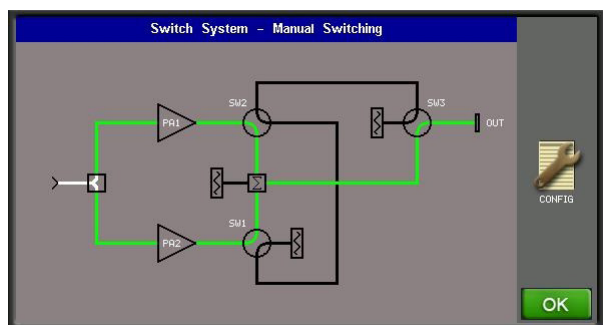 Switch System - Manual Switching
SW2
SW3
PA1
OUT
Σ
CONFIG
SW1
PA2
OK